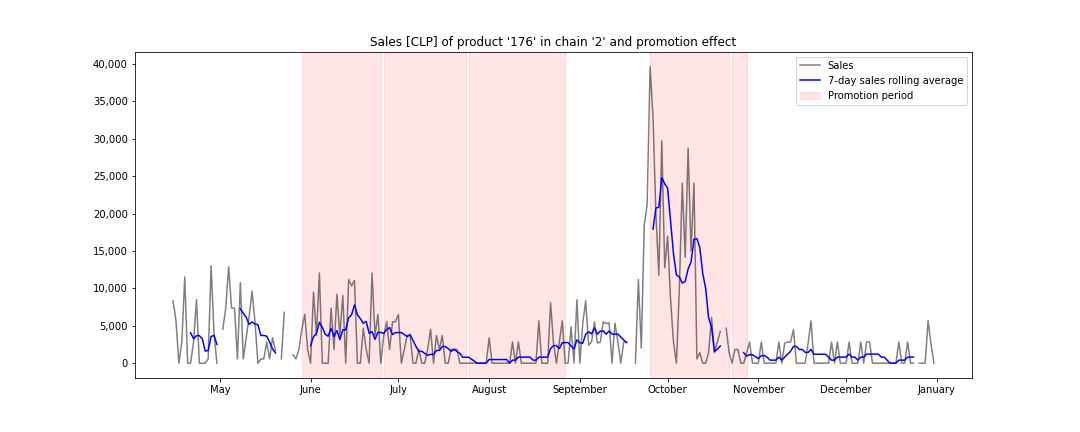 Sales [CLP] of product '176' in chain '2' and promotion effect
40,000
35,000
30,000
25,000
20,000
15,000
10,000
5,000
0
Sales
7-day sales rolling average
Promotion period
May June July August September October November December January